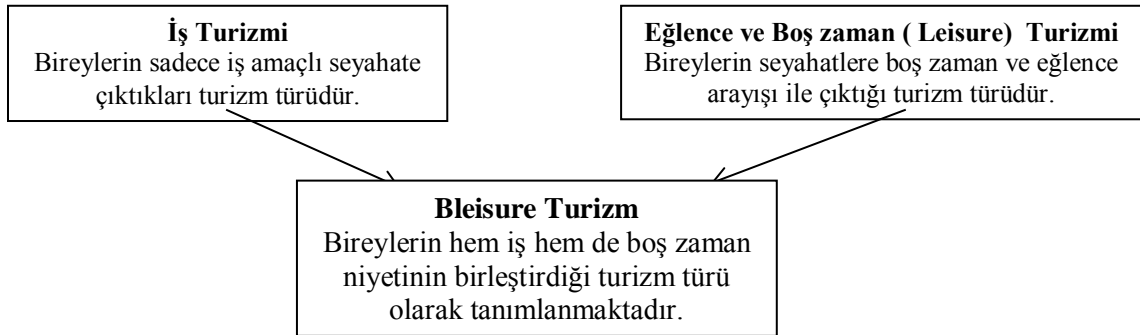 İş Turizmi
Bireylerin sadece iş amaçlı seyahate
çıktıkları turizm türüdür.
Eğlence ve Boş zaman ( Leisure) Turizmi
Bireylerin seyahatlere boş zaman ve eğlence
arayışı ile çıktığı turizm türüdür.
Bleisure Turizm
Bireylerin hem iş hem de boş zaman
niyetinin birleştirdiği turizm türü
olarak tanımlanmaktadır.